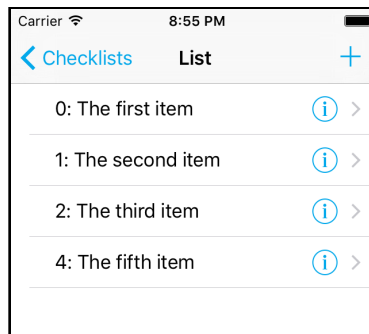 Carrier 8:55 PM
Checklists List +
0: The first item
1: The second item
2: The third item
4: The fifth item